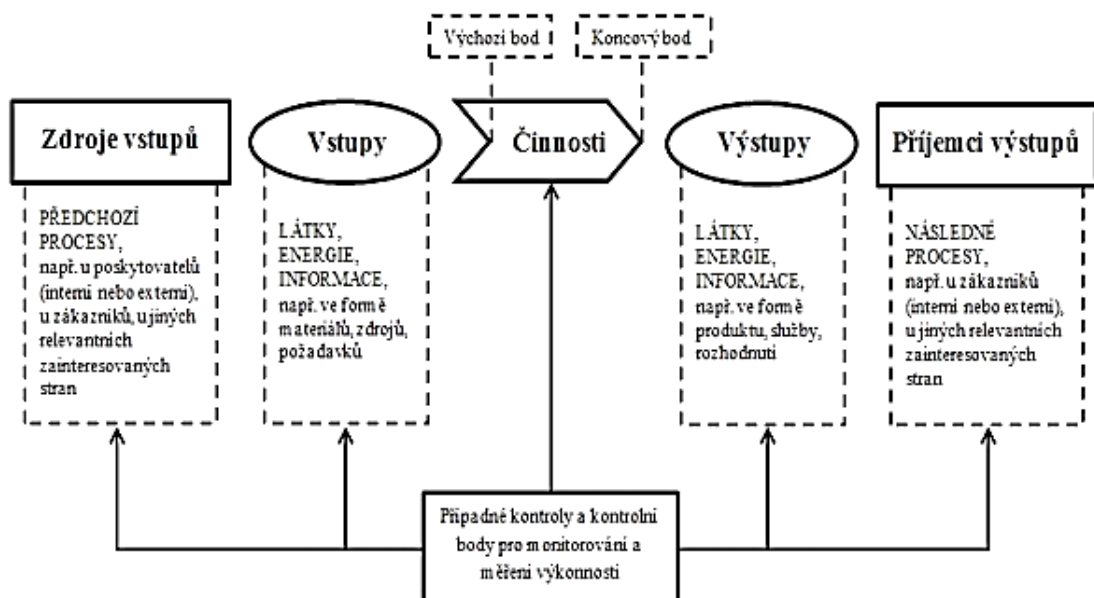 Výchozí bod
Koncový bod
Zdroje vstupů
Vstupy
Činnosti
Výstupy
Příjemci výstupů
PŘEDCHOZÍ
PROCESY,
např. u poskytovatelů
(interní nebo externí),
u zákazníků, u jiných
relevantních
zainteresovaných
stran
LÁTKY,
ENERGIE,
INFORMACE,
např. ve formě
materiálů, zdrojů,
požadavků
LÁTKY,
ENERGIE,
INFORMACE,
např. ve formě
produktu, služby,
rozhodnutí
NÁSLEDNÉ
PROCESY,
např. u zákazníků
(interní nebo externí),
u jiných relevantních
zainteresovaných
stran
Případné kontroly a kontrolní
body pro monitorování a
měření výkonnosti